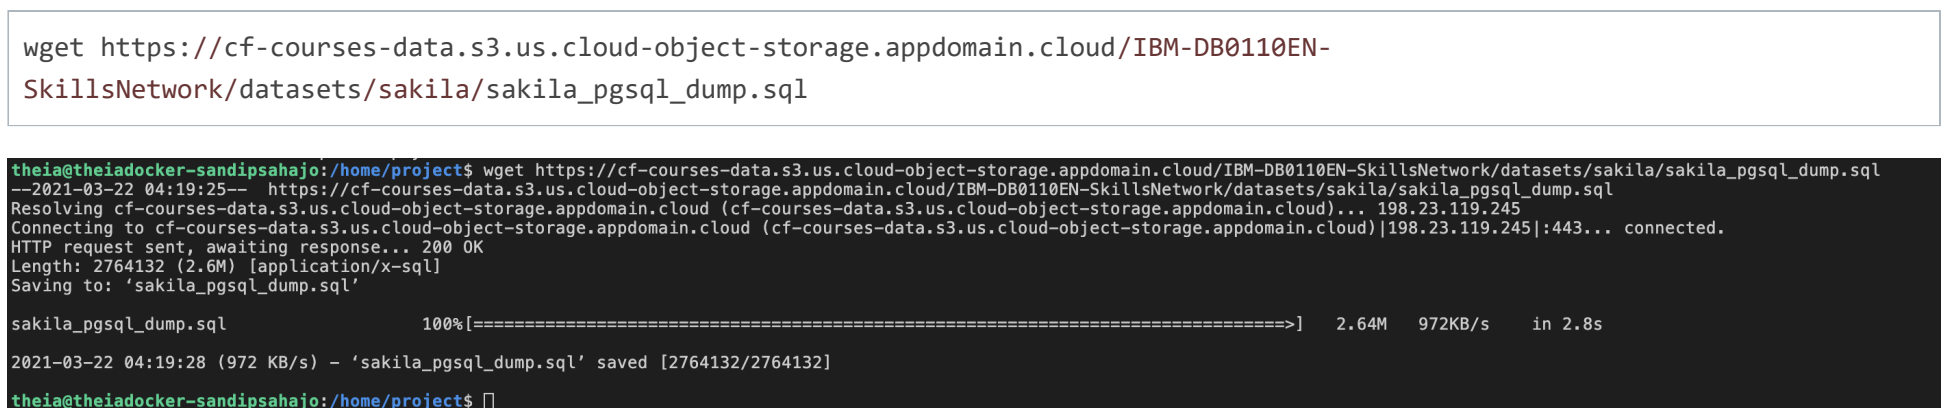 wget https://cf-courses-data.s3.us.cloud-object-storage.appdomain.cloud/IBM-DB0110EN-
SkillsNetwork/datasets/sakila/sakila_pgsql_dump.sql
theia@theiadocker-sandipsahajo:/home/project$ wget https://cf-courses-data.s3.us.cloud-object-storage.appdomain.cloud/IBM-DB0110EN-SkillsNetwork/datasets/sakila/sakila_pgsql_dump.sql
--2021-03-22 04:19:25--  https://cf-courses-data.s3.us.cloud-object-storage.appdomain.cloud/IBM-DB0110EN-SkillsNetwork/datasets/sakila/sakila_pgsql_dump.sql
Resolving cf-courses-data.s3.us.cloud-object-storage.appdomain.cloud (cf-courses-data.s3.us.cloud-object-storage.appdomain.cloud)... 198.23.119.245
Connecting to cf-courses-data.s3.us.cloud-object-storage.appdomain.cloud (cf-courses-data.s3.us.cloud-object-storage.appdomain.cloud)|198.23.119.245|:443... connected.
HTTP request sent, awaiting response... 200 OK
Length: 2764132 (2.6M) [application/x-sql]
Saving to: ‘sakila_pgsql_dump.sql’
sakila_pgsql_dump.sql 100%[===============================================================================>] 2.64M 972KB/s in 2.8s
2021-03-22 04:19:28 (972 KB/s) - ‘sakila_pgsql_dump.sql’ saved [2764132/2764132]
theia@theiadocker-sandipsahajo:/home/project$